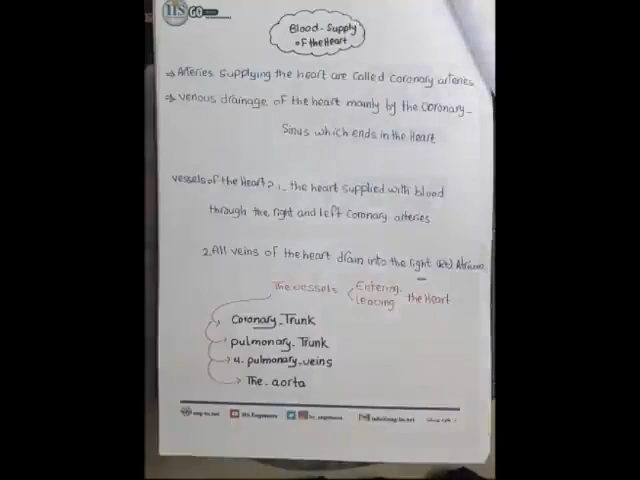 IIS
GO
Blood - Supply
of the Heart
→ Arteries supplying the heart are called coronary arteries
→ venous drainage of the heart mainly by the coronary -
Sinus which ends in the Heart
vessels of the Heart? 1 - the heart supplied with blood
through the right and left coronary arteries
2. All veins of the heart drain into the right (Rt) Atrium
The vessels < Entering
Leaving the Heart
Coronary - Trunk
pulmonary - Trunk
4 - pulmonary - veins
The - aorta